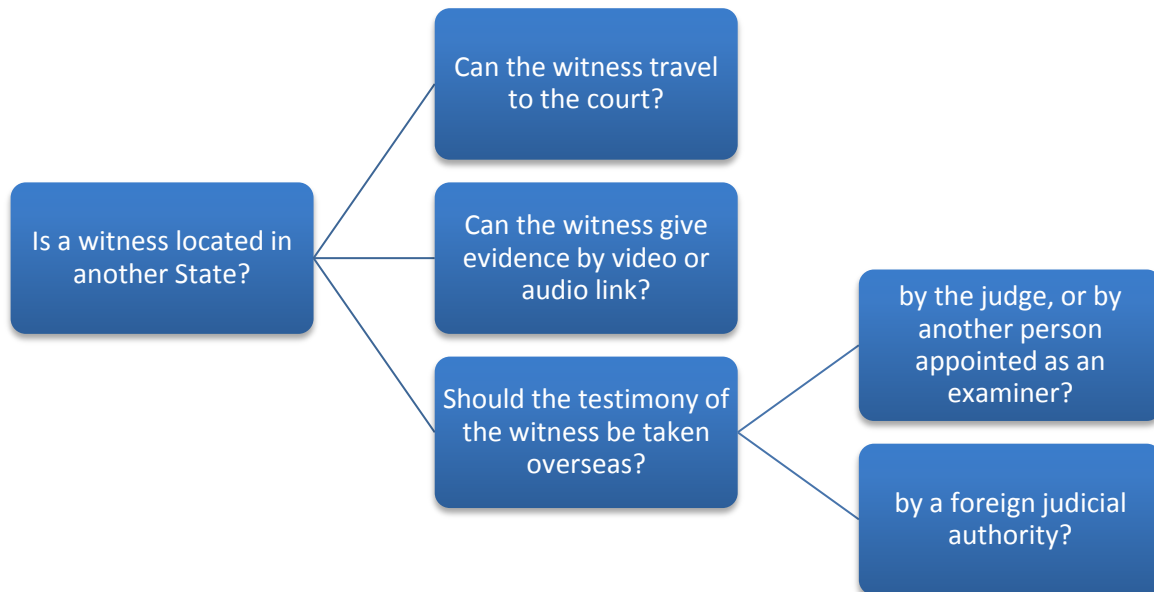 Can the witness travel
to the court?
Is a witness located in
another State?
Can the witness give
evidence by video or
audio link?
Should the testimony of
the witness be taken
overseas?
by the judge, or by
another person
appointed as an
examiner?
by a foreign judicial
authority?